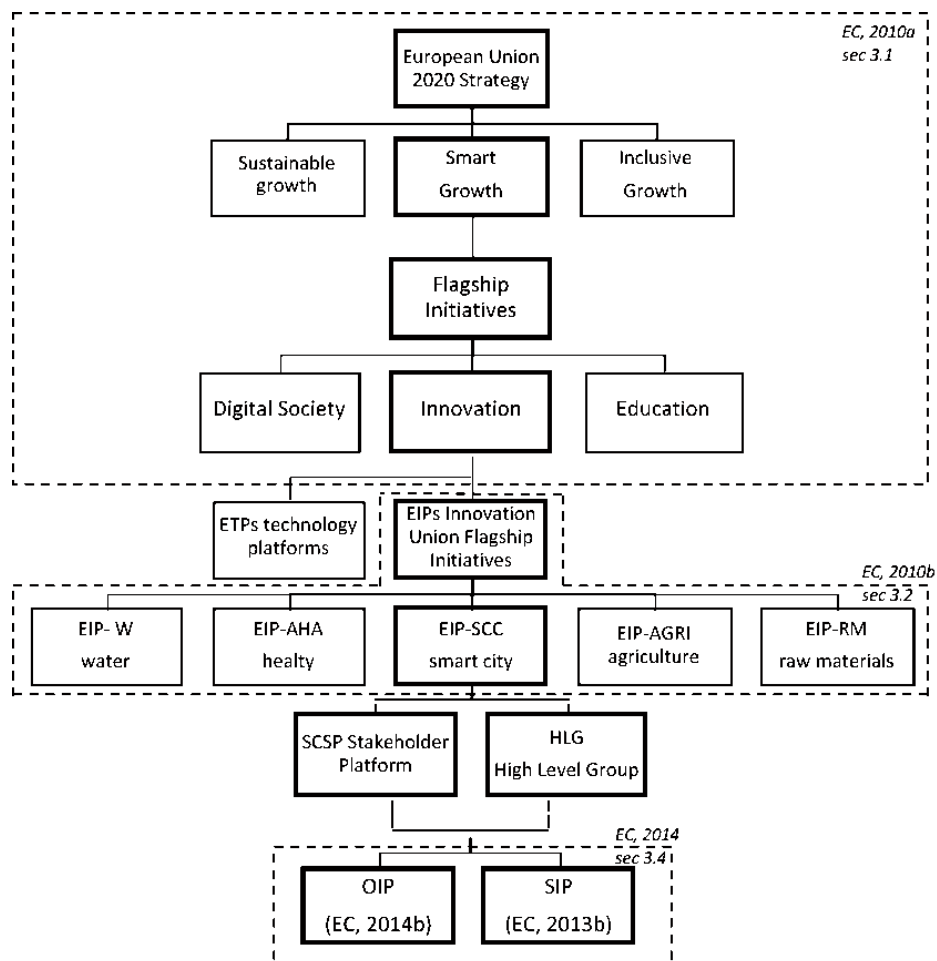 EC, 2010a
sec 3.1
European Union
2020 Strategy
Sustainable
growth
Smart
Growth
Inclusive
Growth
Flagship
Initiatives
Digital Society
Innovation
Education
ETPs technology
platforms
EIPs Innovation
Union Flagship
Initiatives
EC, 2010b
sec 3.2
EIP- W
water
EIP-AHA
healty
EIP-SCC
smart city
EIP-AGRI
agriculture
EIP-RM
raw materials
SCSP Stakeholder
Platform
HLG
High Level Group
EC, 2014
sec 3.4
OIP
(EC, 2014b)
SIP
(EC, 2013b)